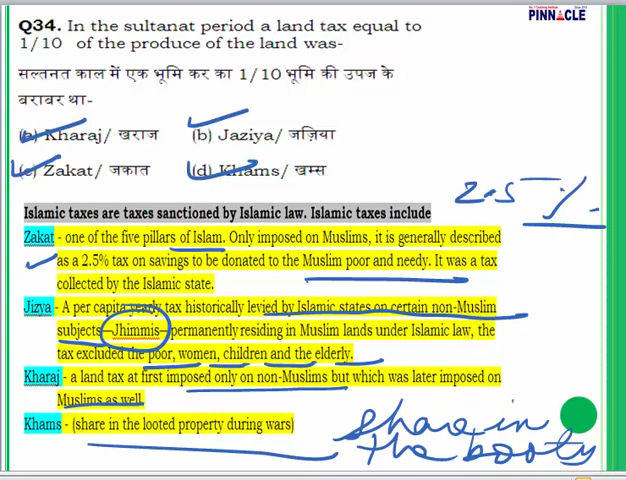 PINNACLE
Q34. In the sultanat period a land tax equal to
1/10 of the produce of the land was-
सल्तनत काल में एक भूमि कर का 1/10 भूमि की उपज के
बराबर था-
(a) Kharaj/ खराज (b) Jaziya/ जज़िया
(c) Zakat/ जकात (d) Khams/ खम्स
2.5 %
Islamic taxes are taxes sanctioned by Islamic law. Islamic taxes include
Zakat - one of the five pillars of Islam. Only imposed on Muslims, it is generally described
as a 2.5% tax on savings to be donated to the Muslim poor and needy. It was a tax
collected by the Islamic state.
Jizya - A per capita yearly tax historically levied by Islamic states on certain non-Muslim
subjects—Jhimmis—permanently residing in Muslim lands under Islamic law, the
tax excluded the poor, women, children and the elderly.
Kharaj - a land tax at first imposed only on non-Muslims but which was later imposed on
Muslims as well.
Khams - (share in the looted property during wars)
share in
the booty